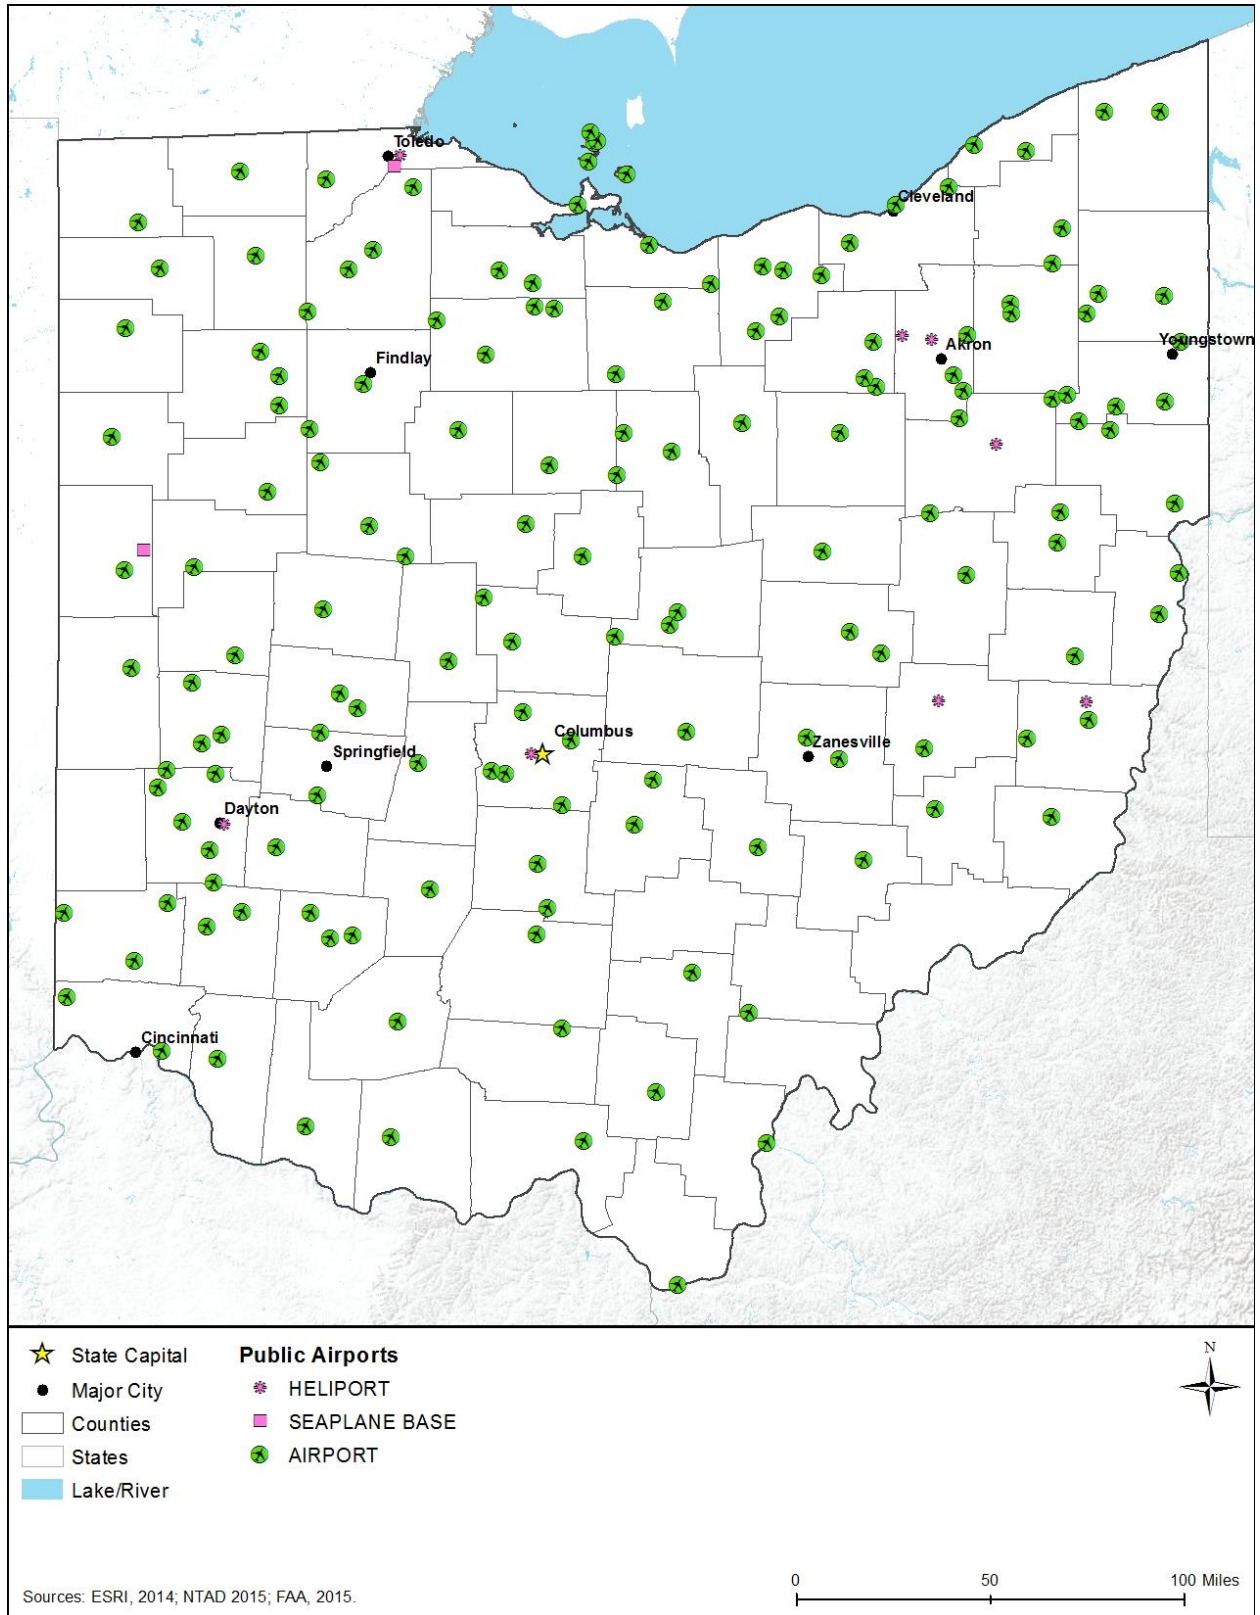 Toledo
Cleveland
Akron
Youngstown
Findlay
Columbus
Zanesville
Springfield
Dayton
Cincinnati
State Capital
Major City
Counties
States
Lake/River
Public Airports
HELIPORT
SEAPLANE BASE
AIRPORT
N
Sources: ESRI, 2014; NTAD 2015; FAA, 2015.
0 50 100 Miles